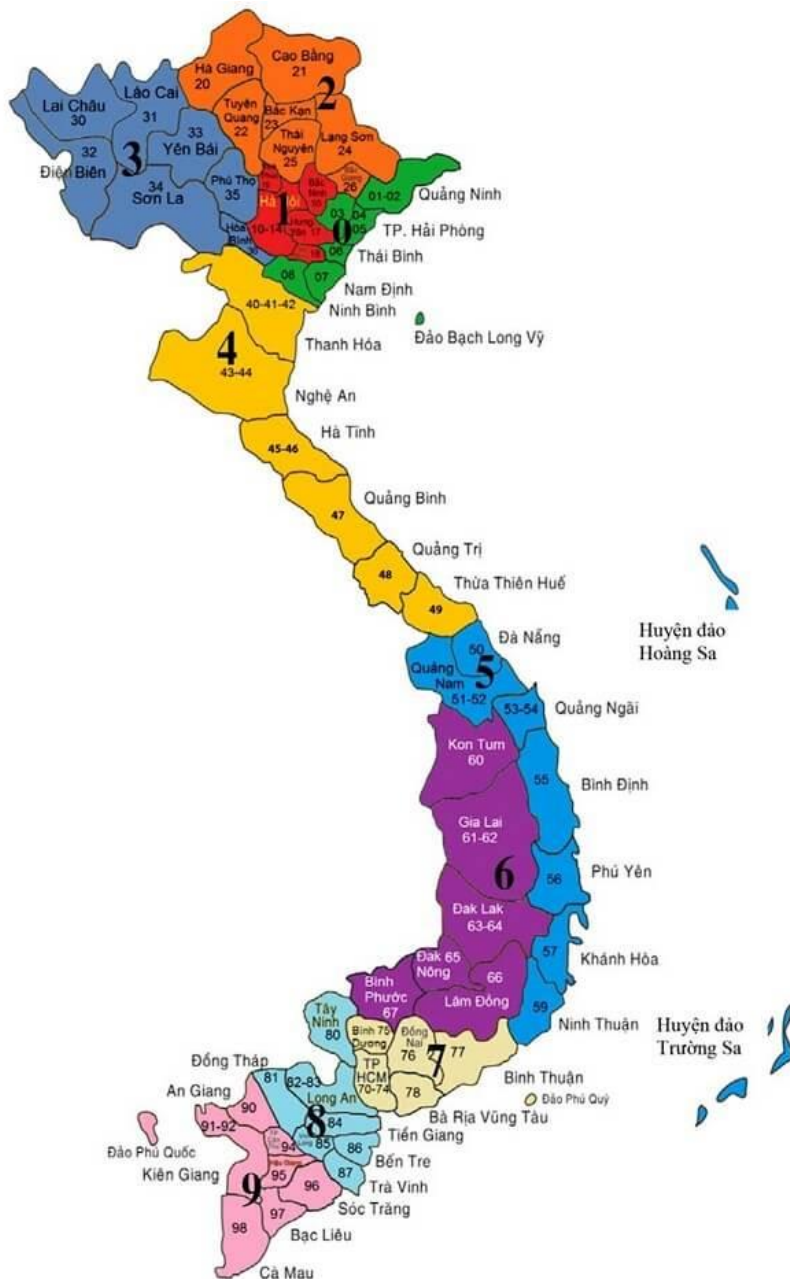 Cao Bằng
21
Hà Giang
20
2
Lào Cai
31
Lai Châu
30
Tuyên
Quang
22
Bắc Kạn
23
Thái
Nguyên
25
Lạng Sơn
24
33
Yên Bái
32
Điện Biên
3
34
Sơn La
Phú Thọ
35
26
01-02
Quảng Ninh
1
10-14
17
03
04
05
0
TP. Hải Phòng
Hòa
Bình
06
Thái Bình
18
08
07
Nam Định
Ninh Bình
40-41-42
Thanh Hóa
Đảo Bạch Long Vỹ
4
43-44
Nghệ An
Hà Tĩnh
45-46
Quảng Bình
47
Quảng Trị
48
Thừa Thiên Huế
49
Huyện đảo
Hoàng Sa
Đà Nẵng
50
5
Quảng
Nam
51-52
53-54
Quảng Ngãi
Kon Tum
60
55
Bình Định
Gia Lai
61-62
6
56
Phú Yên
Đak Lak
63-64
57
Khánh Hòa
Đak 65
Nông
66
Lâm Đồng
Bình
Phước
67
59
Ninh Thuận
Huyện đảo
Trường Sa
Tây
Ninh
80
Bình 75
Dương
Đồng
Nai
76
7
77
Bình Thuận
TP
HCM
70-74
78
Đảo Phú Quý
Bà Rịa Vũng Tàu
Đồng Tháp
81
82-83
Long An
An Giang
90
8
84
Tiền Giang
91-92
94
85
86
Bến Tre
Đảo Phú Quốc
Kiên Giang
Hậu Giang
95
87
Trà Vinh
9
96
Sóc Trăng
97
Bạc Liêu
98
Cà Mau